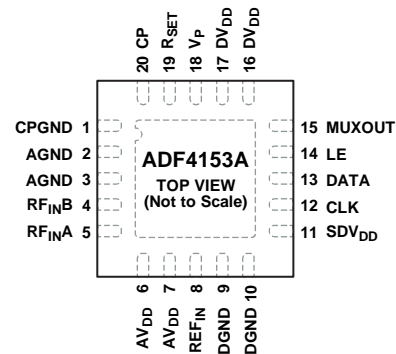 20 CP
19 RSET
18 VP
17 DVDD
16 DVDD
CPGND 1
AGND 2
AGND 3
RFINB 4
RFINA 5
ADF4153A
TOP VIEW
(Not to Scale)
15 MUXOUT
14 LE
13 DATA
12 CLK
11 SDVDD
AVDD 6
AVDD 7
REFIN 8
DGND 9
DGND 10